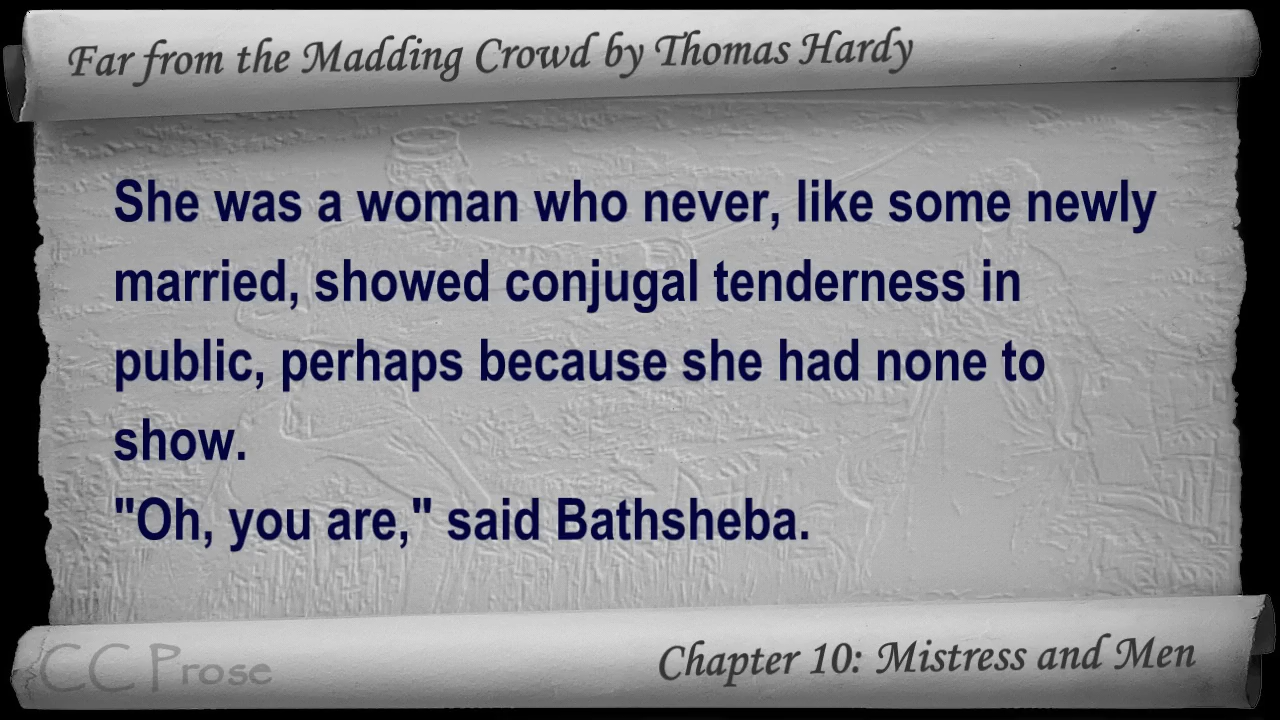 Far from the Madding Crowd by Thomas Hardy
She was a woman who never, like some newly
married, showed conjugal tenderness in
public, perhaps because she had none to
show.
"Oh, you are," said Bathsheba.
CC Prose
Chapter 10: Mistress and Men